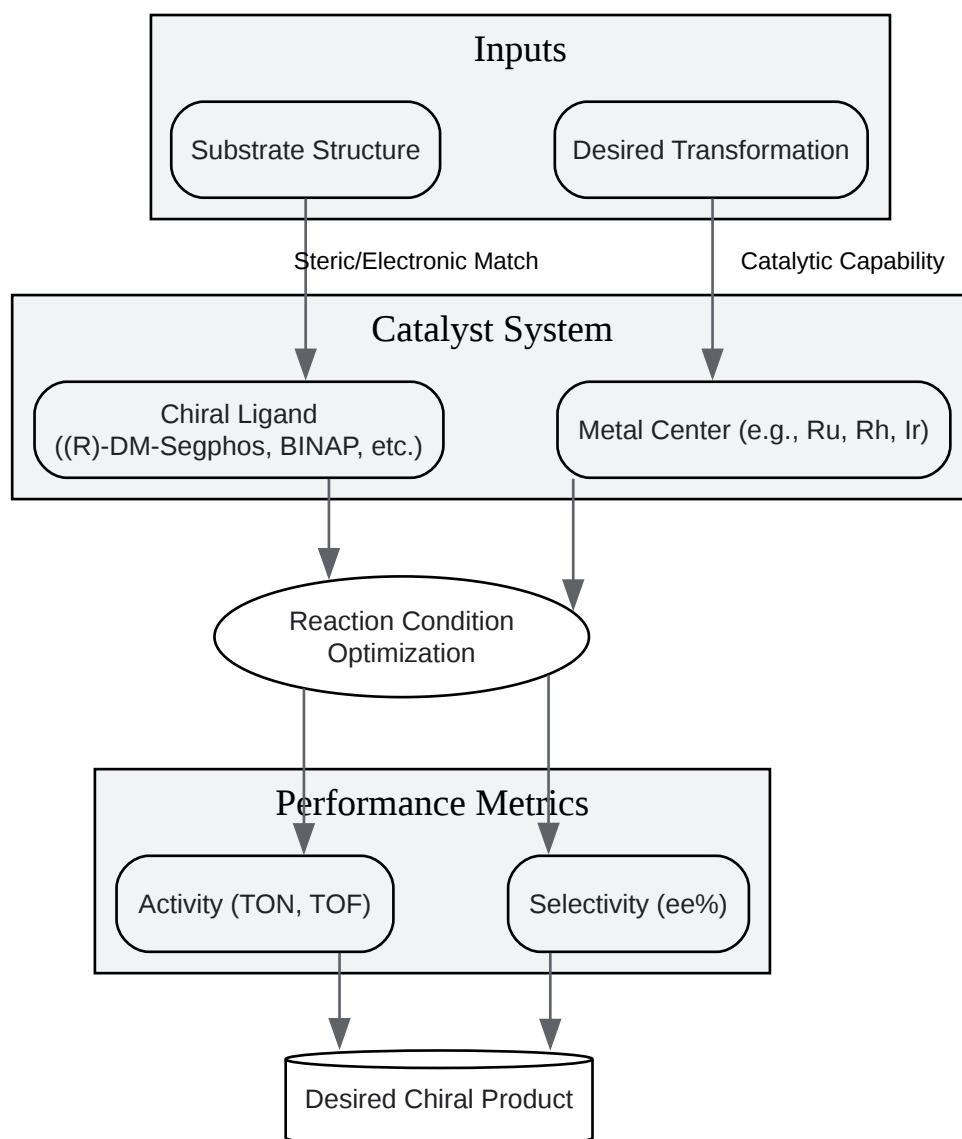 Inputs
Substrate Structure
Desired Transformation
Steric/Electronic Match
Catalytic Capability
Catalyst System
Chiral Ligand
((R)-DM-Segphos, BINAP, etc.)
Metal Center (e.g., Ru, Rh, Ir)
Reaction Condition
Optimization
Performance Metrics
Activity (TON, TOF)
Selectivity (ee%)
Desired Chiral Product